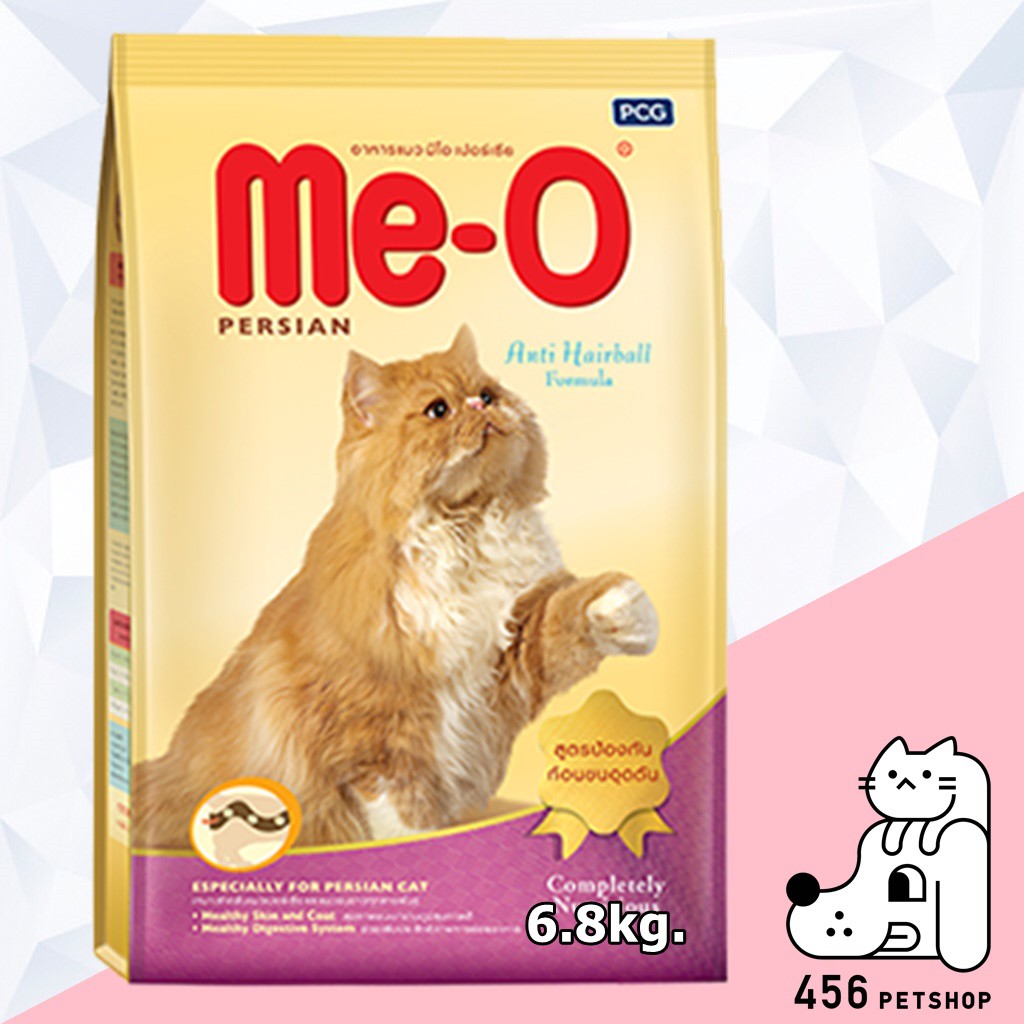 PCG
อาหารแมว มีโอ เปอร์เซีย
Me-O
PERSIAN
Anti Hairball
Formula
สูตรป้องกัน
ก้อนขนอุดตัน
ESPECIALLY FOR PERSIAN CAT
• Healthy Skin and Coat
• Healthy Digestive System
Completely
6.8kg.
456 PETSHOP